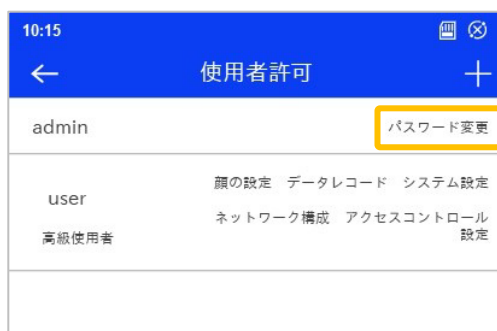 10:15
使用者許可
admin パスワード変更
顔の設定 データレコード システム設定
user
ネットワーク構成 アクセスコントロール
設定
高級使用者